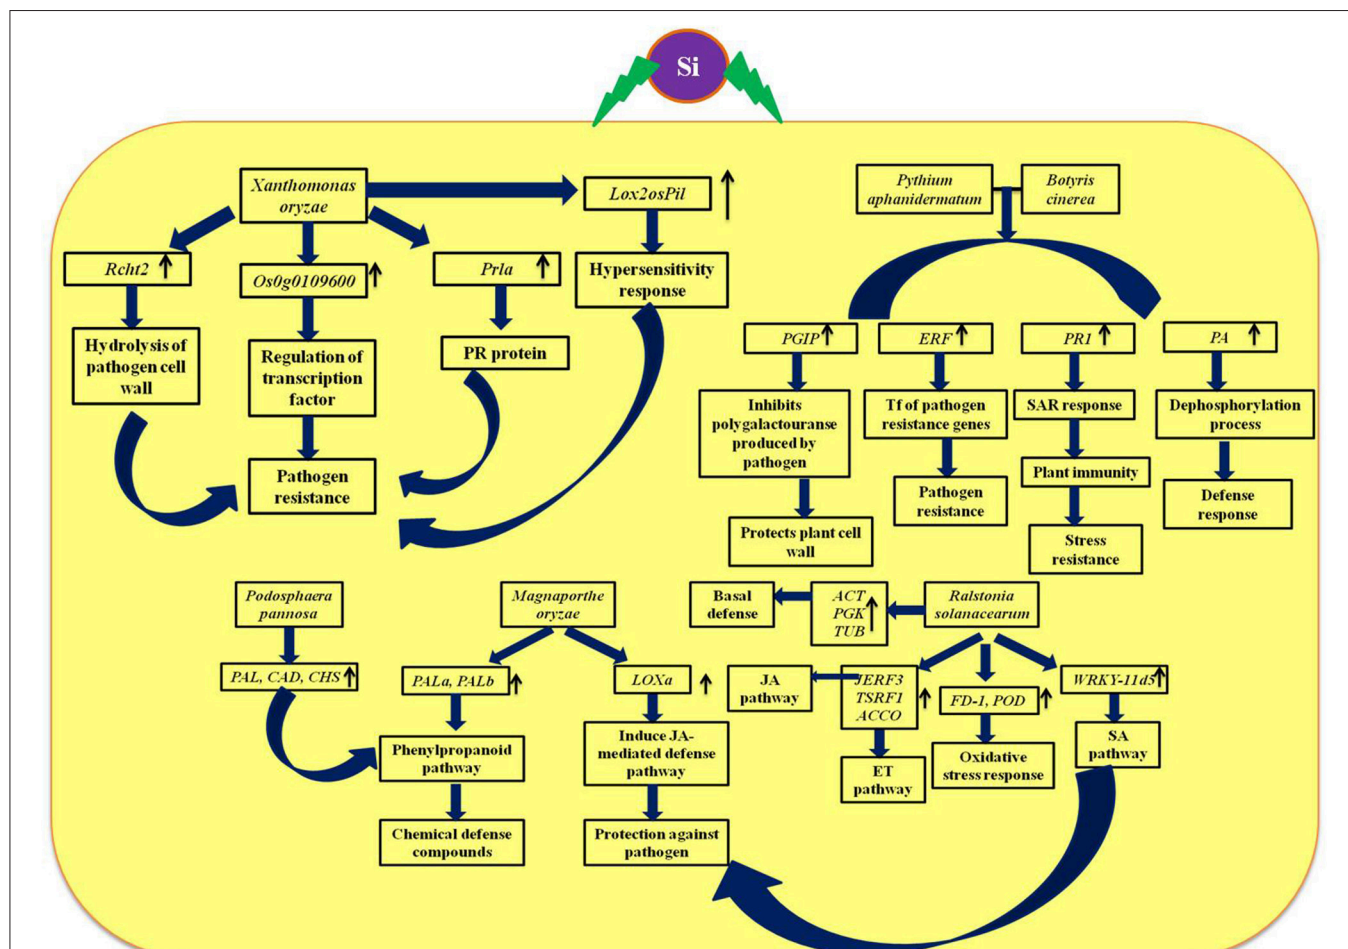 Si
Xanthomonas
oryzae
Lox2osPil
Rcht2
Os0g0109600
Prla
Hypersensitivity
response
Hydrolysis of
pathogen cell
wall
Regulation of
transcription
factor
PR protein
Pathogen
resistance
Pythium
aphanidermatum
Botyris
cinerea
PGIP
ERF
PR1
PA
Inhibits
polygalactouranse
produced by
pathogen
Tf of pathogen
resistance genes
SAR response
Dephosphorylation
process
Plant immunity
Protects plant cell
wall
Pathogen
resistance
Stress
resistance
Defense
response
Podosphaera
pannosa
PAL, CAD, CHS
Magnaporthe
oryzae
PALa, PALb
LOXa
Phenylpropanoid
pathway
Induce JA-
mediated defense
pathway
Chemical defense
compounds
Protection against
pathogen
Basal
defense
ACT
PGK
TUB
Ralstonia
solanacearum
JA
pathway
JERF3
TSRF1
ACCO
FD-1, POD
WRKY-11d5
ET
pathway
Oxidative
stress response
SA
pathway